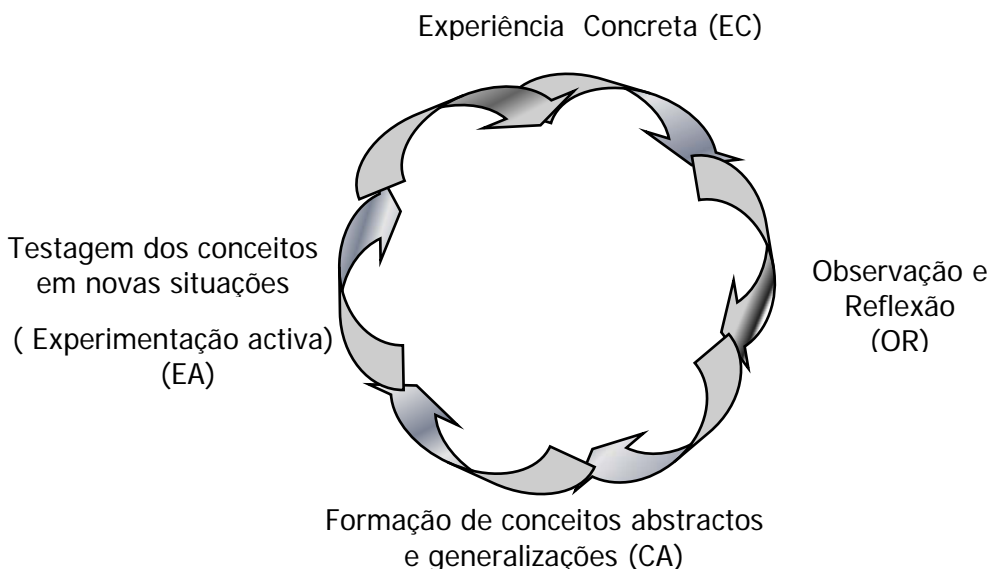 Experiência Concreta (EC)
Testagem dos conceitos
em novas situações
( Experimentação activa)
(EA)
Observação e
Reflexão
(OR)
Formação de conceitos abstractos
e generalizações (CA)